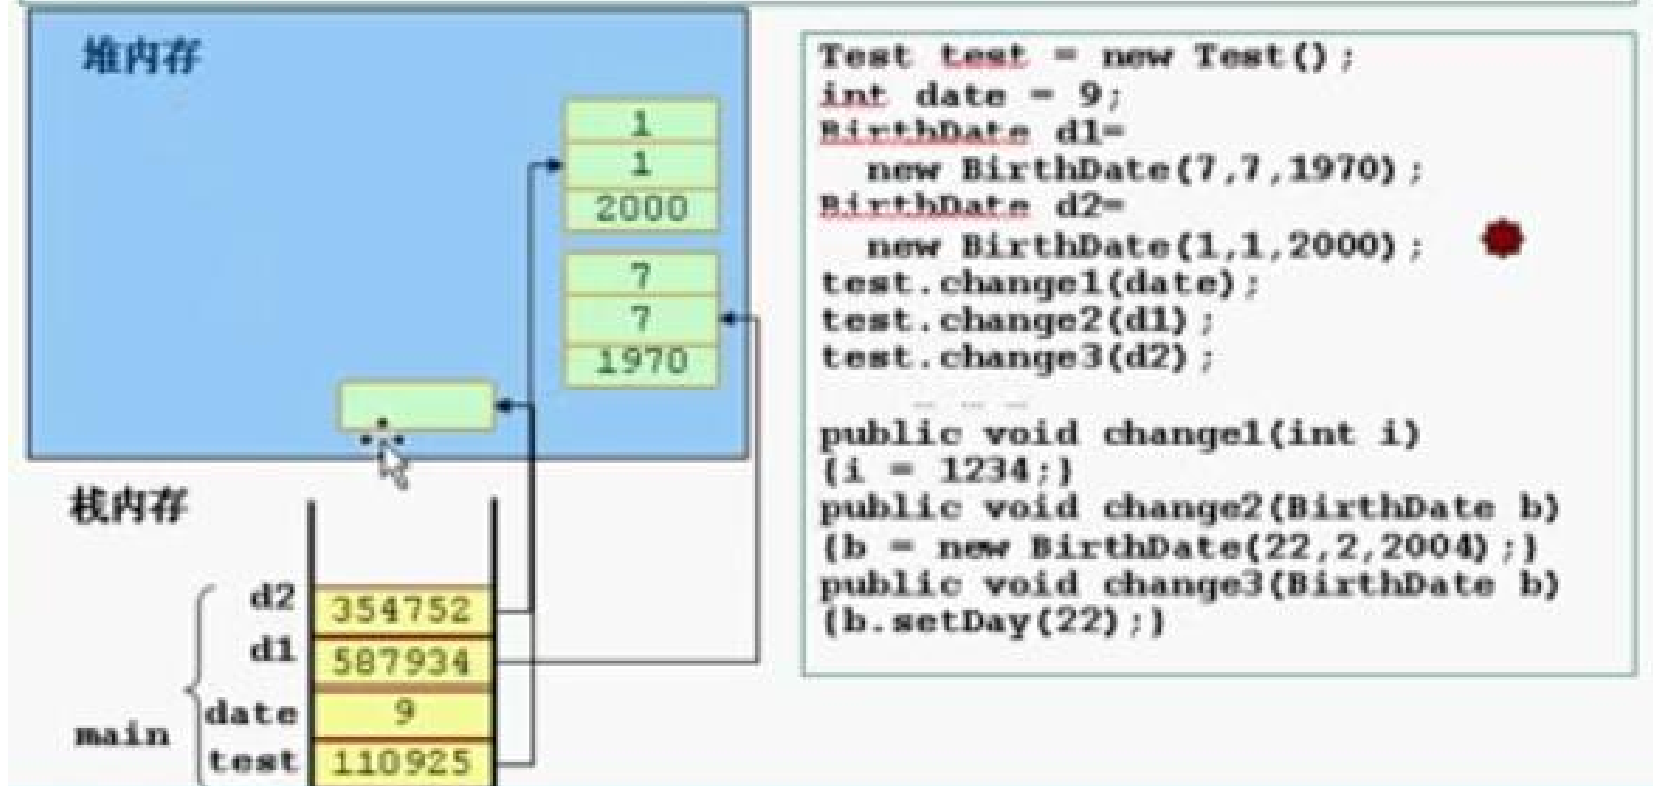 堆内存
1
1
2000
7
7
1970
栈内存
d2 354752
d1 587934
date 9
main
test 110925
Test test = new Test();
int date = 9;
BirthDate d1=
new BirthDate(7,7,1970);
BirthDate d2=
new BirthDate(1,1,2000);
test.change1(date);
test.change2(d1);
test.change3(d2);
public void change1(int i)
{i = 1234;}
public void change2(BirthDate b)
{b = new BirthDate(22,2,2004);}
public void change3(BirthDate b)
{b.setDay(22);}